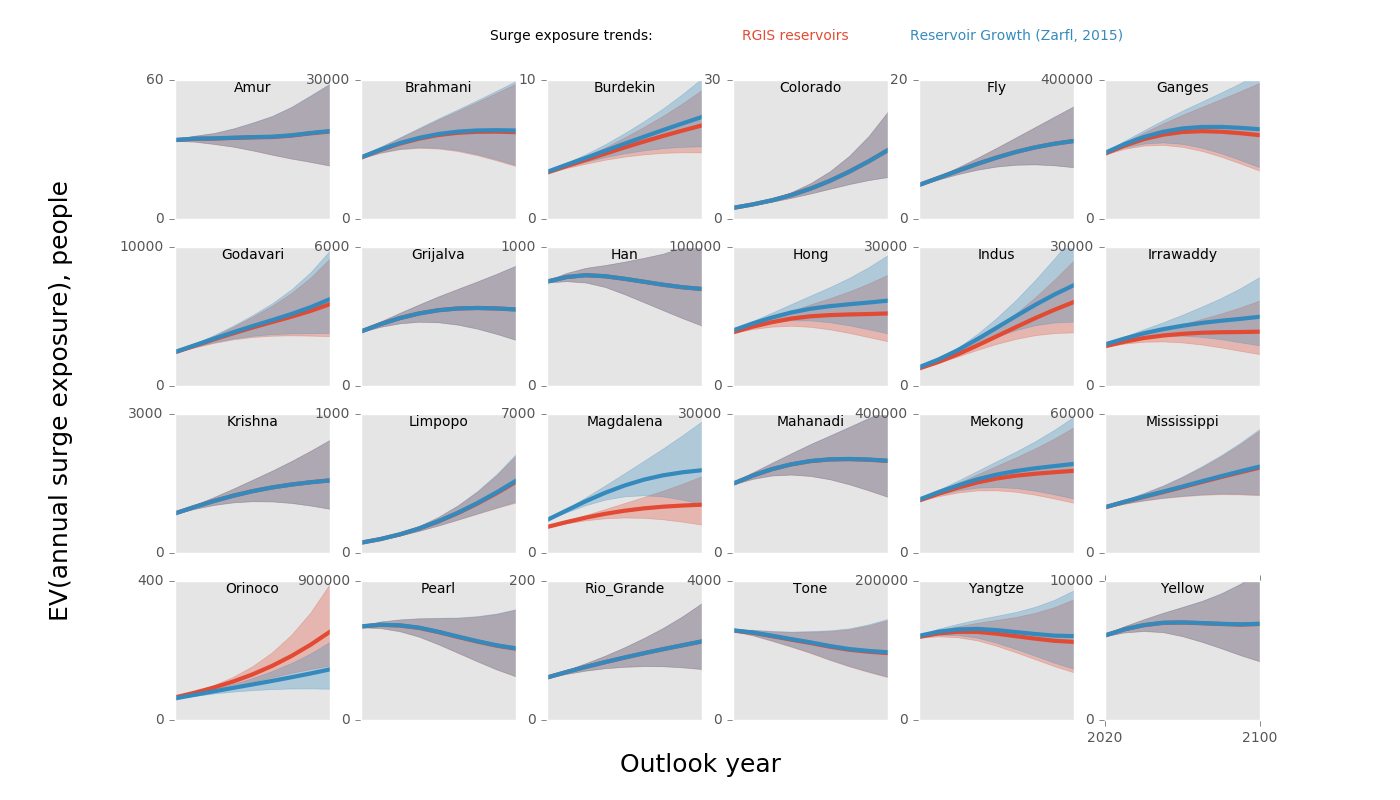 Surge exposure trends: RGIS reservoirs Reservoir Growth (Zarfl, 2015)
60 Amur 30000 Brahmani 10 Burdekin 30 Colorado 20 Fly 400000 Ganges
0 0 0 0 0 0
10000 Godavari 6000 Grijalva 1000 Han 100000 Hong 30000 Indus 30000 Irrawaddy
0 0 0 0 0 0
3000 Krishna 1000 Limpopo 7000 Magdalena 30000 Mahanadi 400000 Mekong 60000 Mississippi
0 0 0 0 0 0
400 Orinoco 900000 Pearl 200 Rio_Grande 4000 Tone 200000 Yangtze 10000 Yellow
0 0 0 0 0 0
2020 2100
Outlook year
EV(annual surge exposure), people